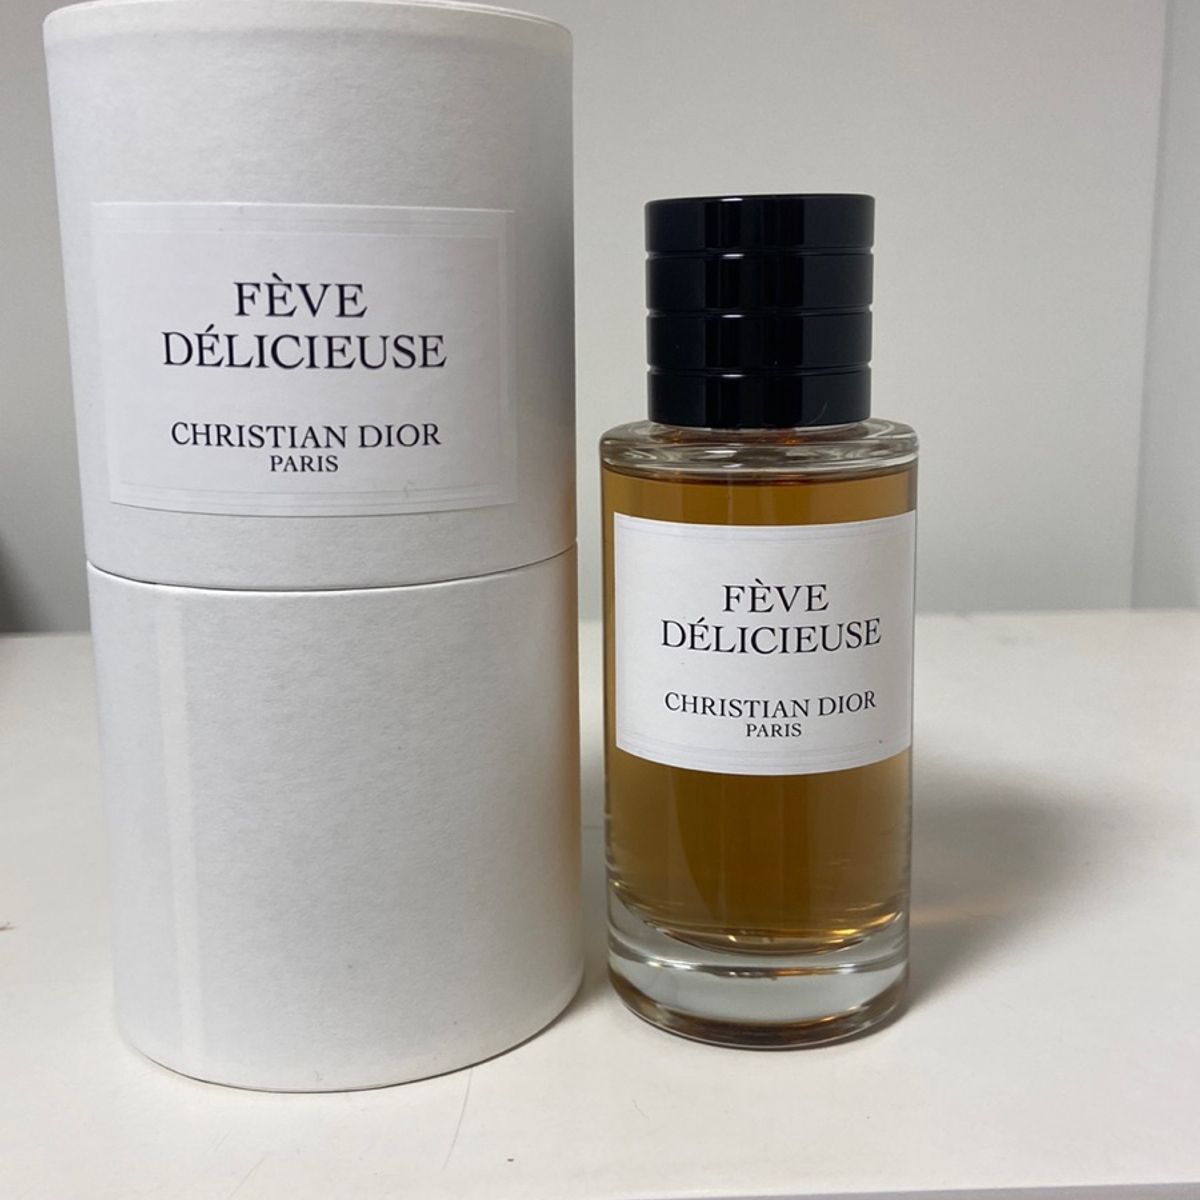 FÈVE
DÉLICIEUSE
CHRISTIAN DIOR
PARIS
FÈVE
DÉLICIEUSE
CHRISTIAN DIOR
PARIS